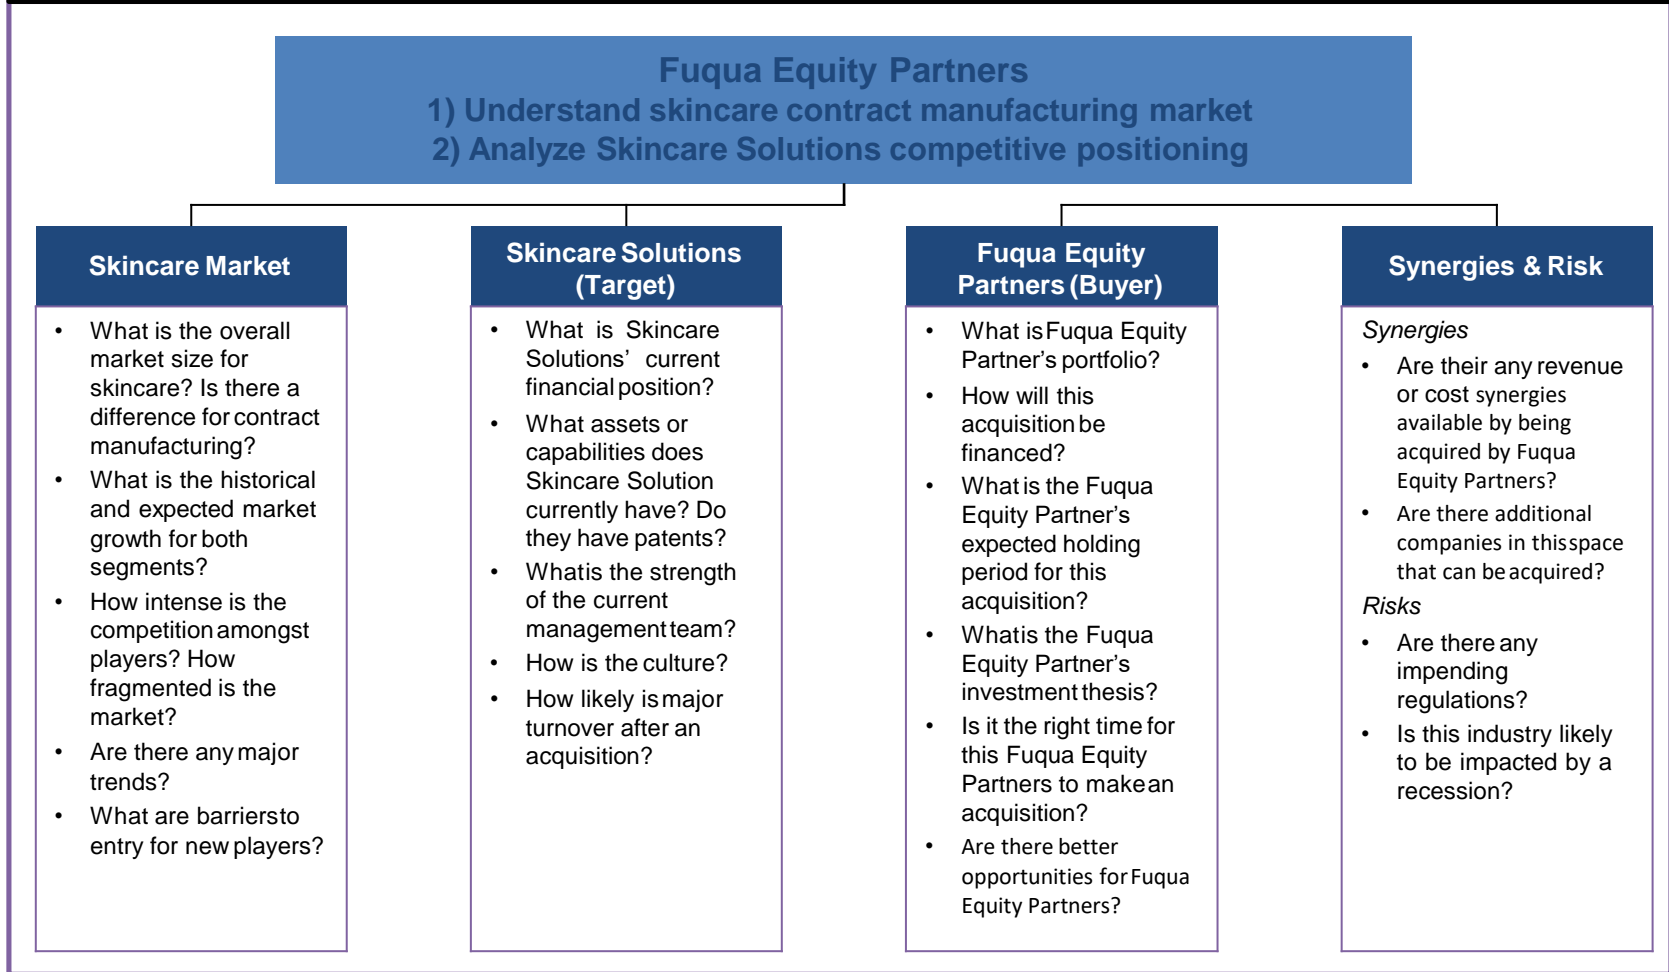 Fuqua Equity Partners
1) Understand skincare contract manufacturing market
2) Analyze Skincare Solutions competitive positioning
Skincare Market
• What is the overall
market size for
skincare? Is there a
difference for contract
manufacturing?
• What is the historical
and expected market
growth for both
segments?
• How intense is the
competition amongst
players? How
fragmented is the
market?
• Are there any major
trends?
• What are barriers to
entry for new players?
Skincare Solutions
(Target)
• What is Skincare
Solutions’ current
financial position?
• What assets or
capabilities does
Skincare Solution
currently have? Do
they have patents?
• What is the strength
of the current
management team?
• How is the culture?
• How likely is major
turnover after an
acquisition?
Fuqua Equity
Partners (Buyer)
• What is Fuqua Equity
Partner’s portfolio?
• How will this
acquisition be
financed?
• What is the Fuqua
Equity Partner’s
expected holding
period for this
acquisition?
• What is the Fuqua
Equity Partner’s
investment thesis?
• Is it the right time for
this Fuqua Equity
Partners to make an
acquisition?
• Are there better
opportunities for Fuqua
Equity Partners?
Synergies & Risk
Synergies
• Are their any revenue
or cost synergies
available by being
acquired by Fuqua
Equity Partners?
• Are there additional
companies in this space
that can be acquired?
Risks
• Are there any
impending
regulations?
• Is this industry likely
to be impacted by a
recession?